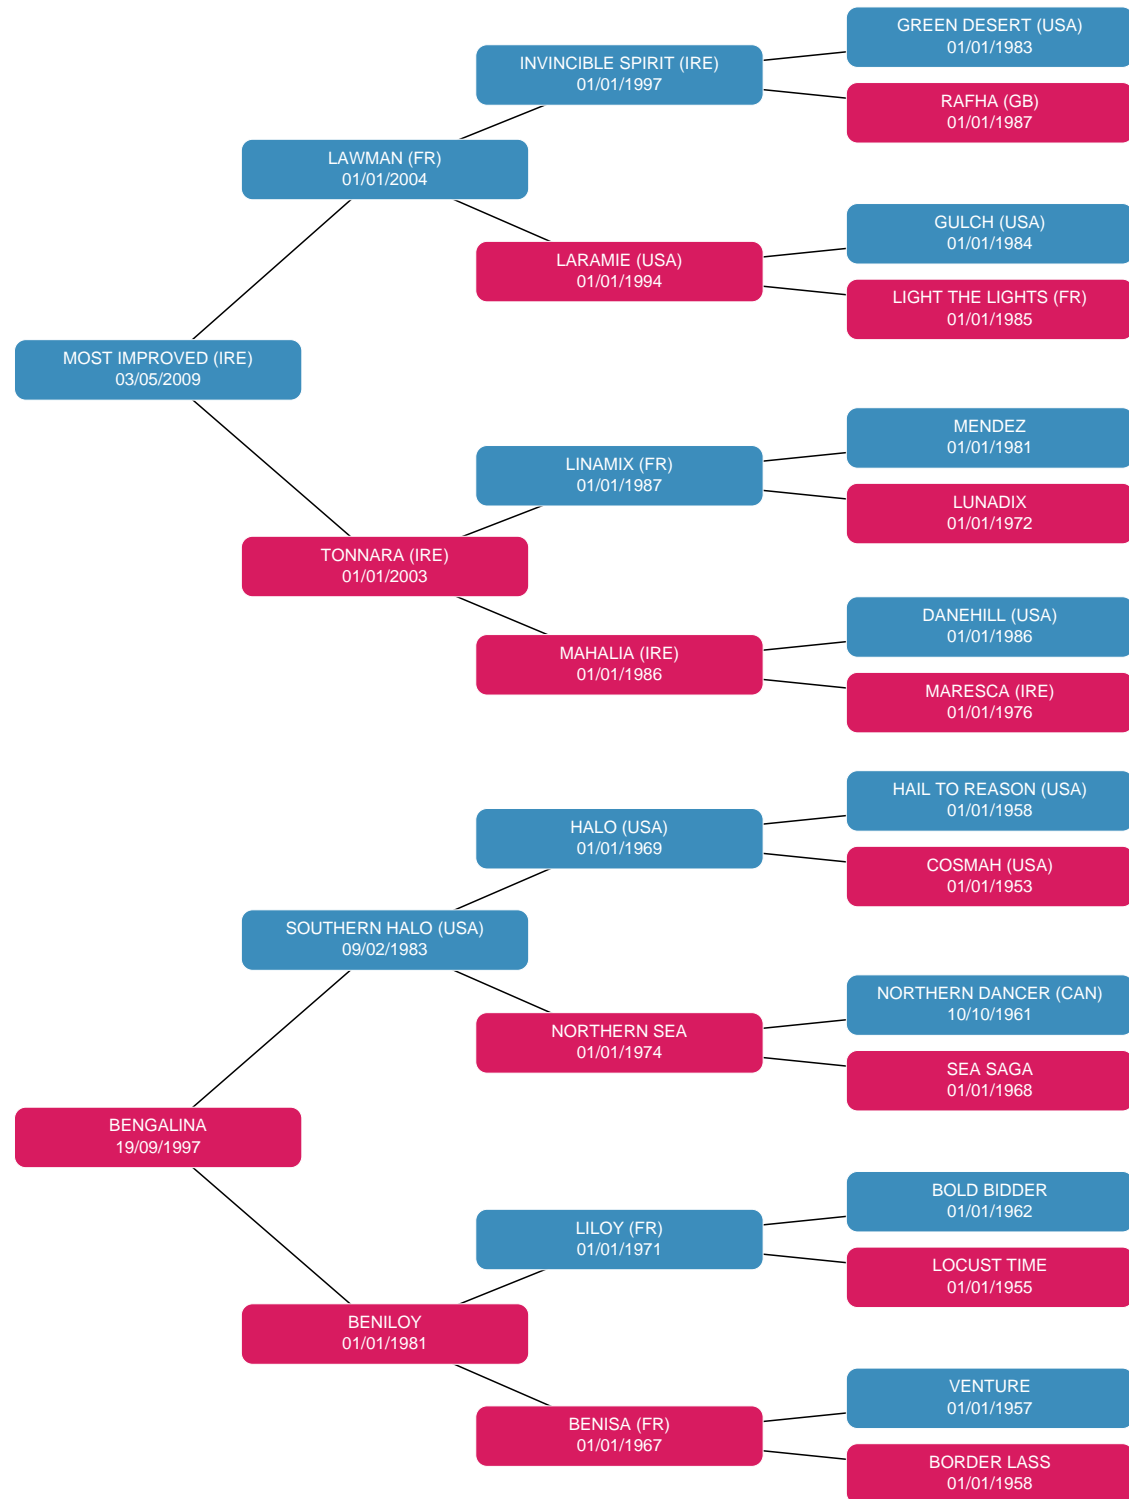 GREEN DESERT (USA)
01/01/1983
INVINCIBLE SPIRIT (IRE)
01/01/1997
RAFHA (GB)
01/01/1987
LAWMAN (FR)
01/01/2004
GULCH (USA)
01/01/1984
LARAMIE (USA)
01/01/1994
LIGHT THE LIGHTS (FR)
01/01/1985
MOST IMPROVED (IRE)
03/05/2009
MENDEZ
01/01/1981
LINAMIX (FR)
01/01/1987
LUNADIX
01/01/1972
TONNARA (IRE)
01/01/2003
DANEHILL (USA)
01/01/1986
MAHALIA (IRE)
01/01/1986
MARESCA (IRE)
01/01/1976
HAIL TO REASON (USA)
01/01/1958
HALO (USA)
01/01/1969
COSMAH (USA)
01/01/1953
SOUTHERN HALO (USA)
09/02/1983
NORTHERN DANCER (CAN)
10/10/1961
NORTHERN SEA
01/01/1974
SEA SAGA
01/01/1968
BENGALINA
19/09/1997
BOLD BIDDER
01/01/1962
LILOY (FR)
01/01/1971
LOCUST TIME
01/01/1955
BENILOY
01/01/1981
VENTURE
01/01/1957
BENISA (FR)
01/01/1967
BORDER LASS
01/01/1958